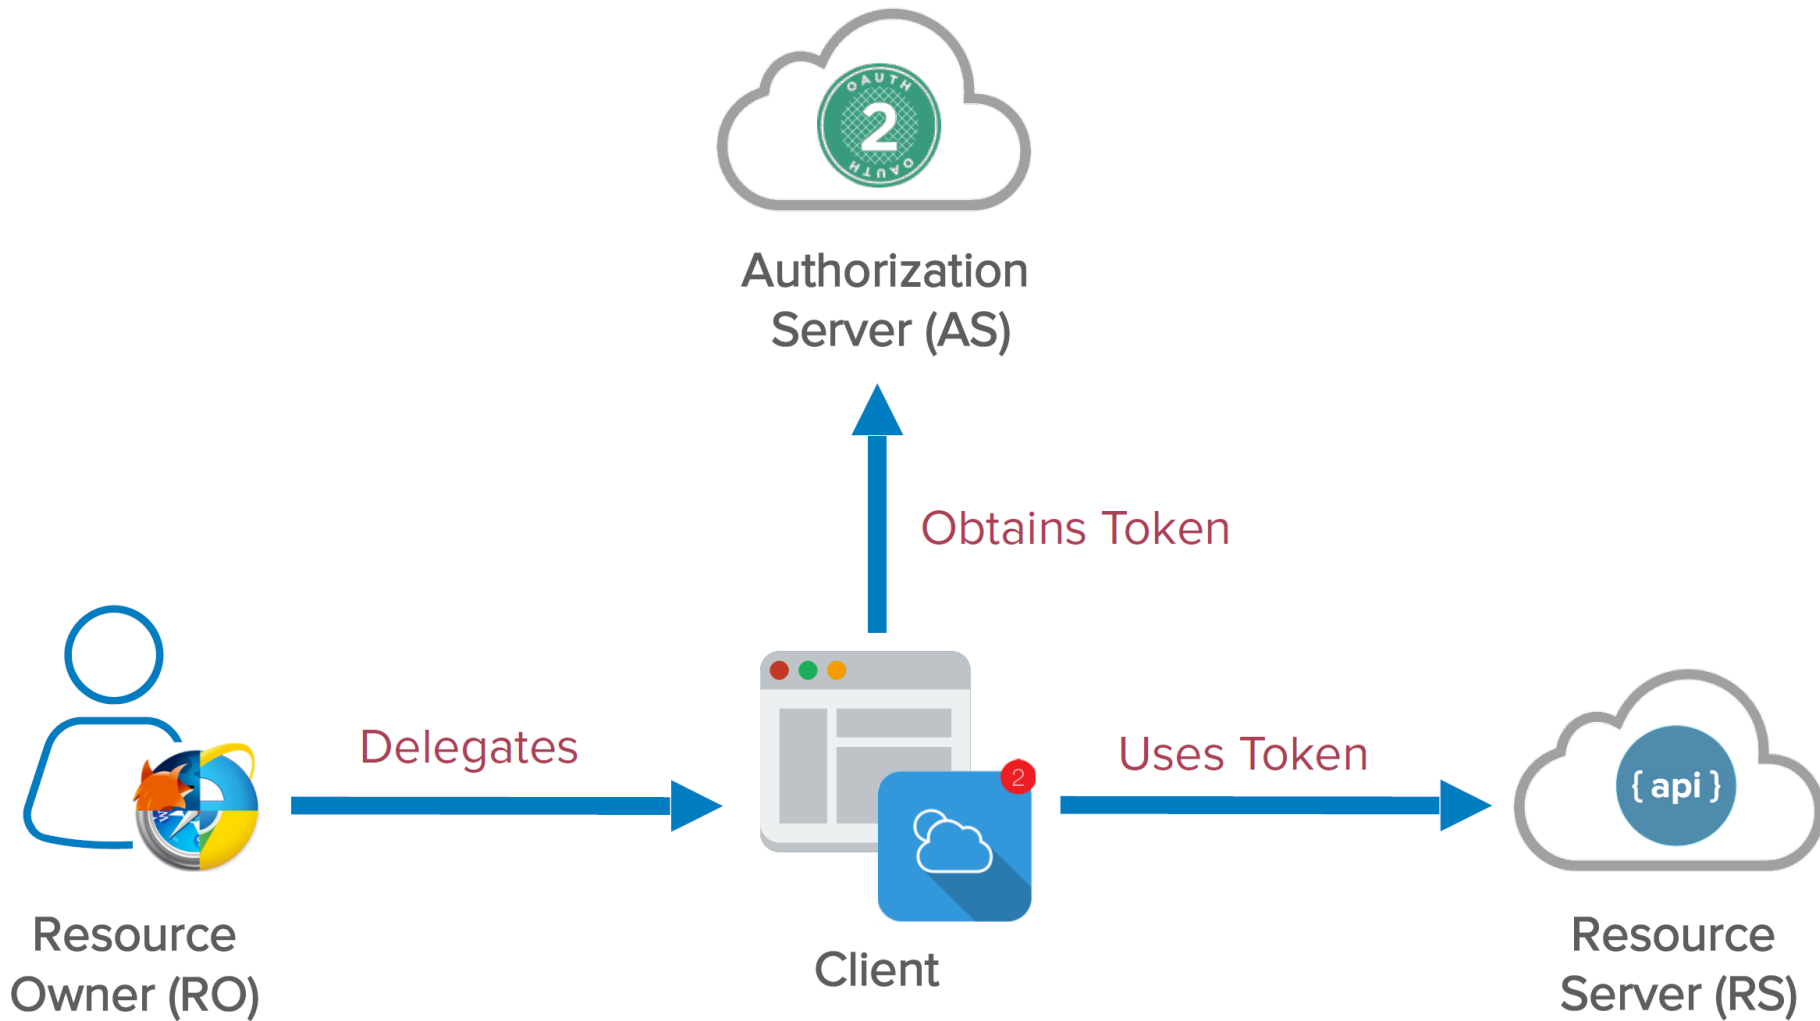 OAUTH
2
OAUTH
Authorization
Server (AS)
Obtains Token
Delegates
Uses Token
2
{ api }
Resource
Owner (RO)
Client
Resource
Server (RS)